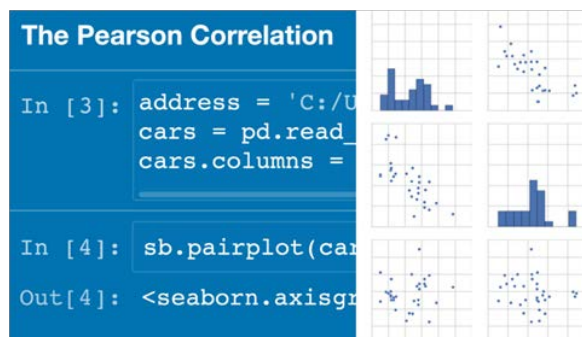 The Pearson Correlation
In [3]: address = 'C:/U
cars = pd.read_
cars.columns =
In [4]: sb.pairplot(car
Out[4]: <seaborn.axisgr